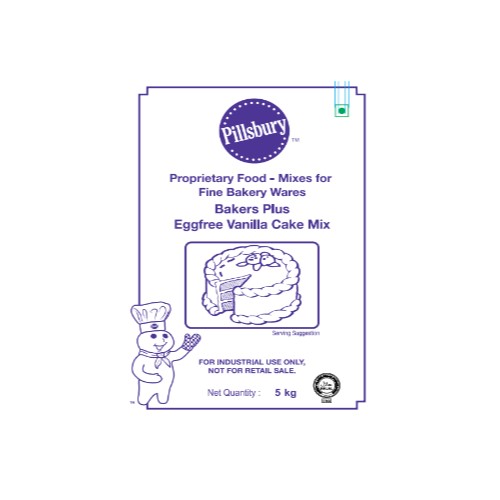 Pillsbury
TM
Proprietary Food - Mixes for
Fine Bakery Wares
Bakers Plus
Eggfree Vanilla Cake Mix
Serving Suggestion
FOR INDUSTRIAL USE ONLY,
NOT FOR RETAIL SALE.
Net Quantity : 5 kg